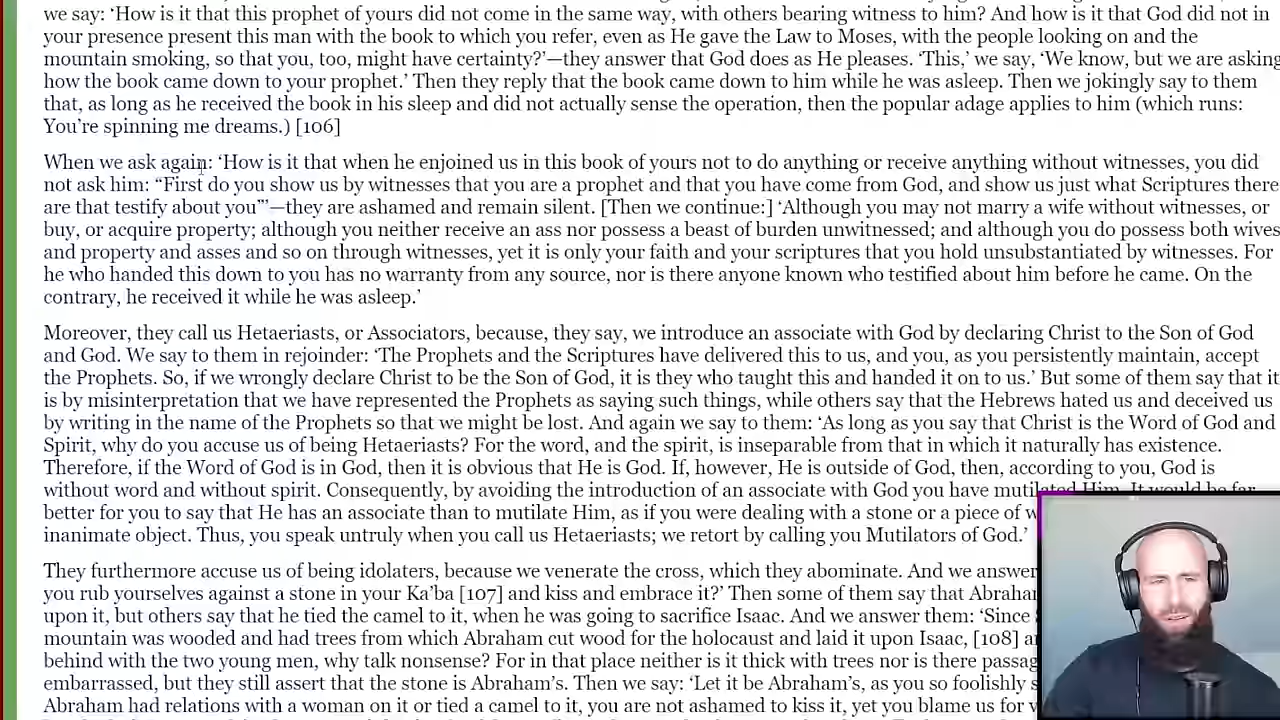 we say: ‘How is it that this prophet of yours did not come in the same way, with others bearing witness to him? And how is it that God did not in
your presence present this man with the book to which you refer, even as He gave the Law to Moses, with the people looking on and the
mountain smoking, so that you, too, might have certainty?’—they answer that God does as He pleases. ‘This,’ we say, ‘We know, but we are asking
how the book came down to your prophet.’ Then they reply that the book came down to him while he was asleep. Then we jokingly say to them
that, as long as he received the book in his sleep and did not actually sense the operation, then the popular adage applies to him (which runs:
You’re spinning me dreams.) [106]
When we ask again: ‘How is it that when he enjoined us in this book of yours not to do anything or receive anything without witnesses, you did
not ask him: “First do you show us by witnesses that you are a prophet and that you have come from God, and show us just what Scriptures there
are that testify about you”’—they are ashamed and remain silent. [Then we continue:] ‘Although you may not marry a wife without witnesses, or
buy, or acquire property; although you neither receive an ass nor possess a beast of burden unwitnessed; and although you do possess both wives
and property and asses and so on through witnesses, yet it is only your faith and your scriptures that you hold unsubstantiated by witnesses. For
he who handed this down to you has no warranty from any source, nor is there anyone known who testified about him before he came. On the
contrary, he received it while he was asleep.’
Moreover, they call us Hetaeriasts, or Associators, because, they say, we introduce an associate with God by declaring Christ to the Son of God
and God. We say to them in rejoinder: ‘The Prophets and the Scriptures have delivered this to us, and you, as you persistently maintain, accept
the Prophets. So, if we wrongly declare Christ to be the Son of God, it is they who taught this and handed it on to us.’ But some of them say that it
is by misinterpretation that we have represented the Prophets as saying such things, while others say that the Hebrews hated us and deceived us
by writing in the name of the Prophets so that we might be lost. And again we say to them: ‘As long as you say that Christ is the Word of God and
Spirit, why do you accuse us of being Hetaeriasts? For the word, and the spirit, is inseparable from that in which it naturally has existence.
Therefore, if the Word of God is in God, then it is obvious that He is God. If, however, He is outside of God, then, according to you, God is
without word and without spirit. Consequently, by avoiding the introduction of an associate with God you have mutilated Him. It would be far
better for you to say that He has an associate than to mutilate Him, as if you were dealing with a stone or a piece of
inanimate object. Thus, you speak untruly when you call us Hetaeriasts; we retort by calling you Mutilators of God.’
They furthermore accuse us of being idolaters, because we venerate the cross, which they abominate. And we answer
you rub yourselves against a stone in your Ka’ba [107] and kiss and embrace it?’ Then some of them say that Abraham
upon it, but others say that he tied the camel to it, when he was going to sacrifice Isaac. And we answer them: ‘Since
mountain was wooded and had trees from which Abraham cut wood for the holocaust and laid it upon Isaac, [108]
behind with the two young men, why talk nonsense? For in that place neither is it thick with trees nor is there
embarrassed, but they still assert that the stone is Abraham’s. Then we say: ‘Let it be Abraham’s, as you so foolishly
Abraham had relations with a woman on it or tied a camel to it, you are not ashamed to kiss it, yet you blame us for